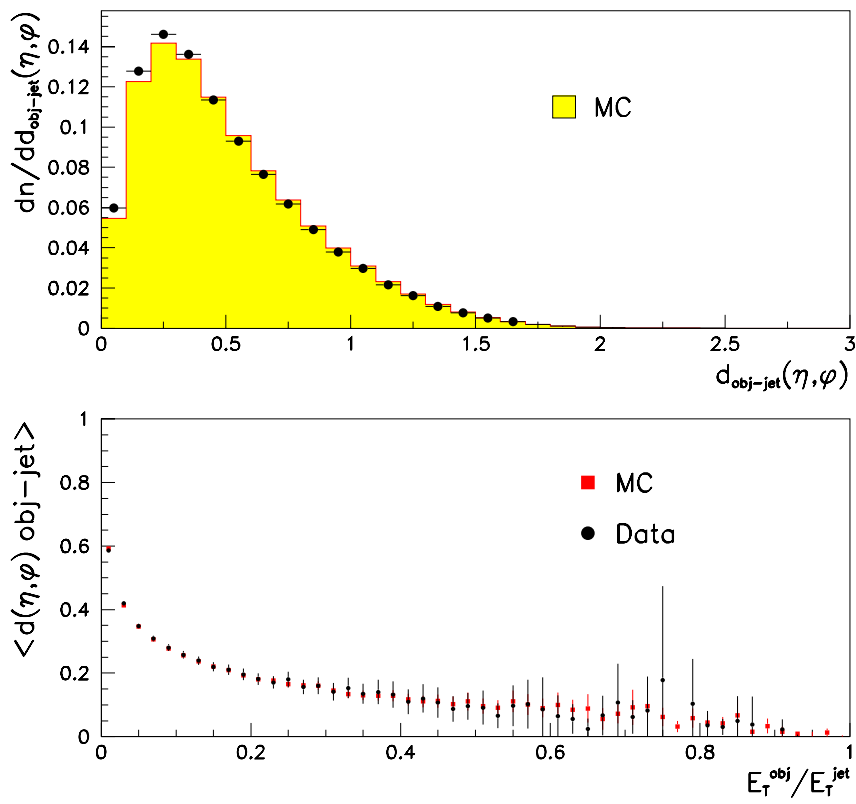 dn/dd_obj-jet(η,φ)
0.14
0.12
0.1
0.08
0.06
0.04
0.02
0
MC
0 0.5 1 1.5 2 2.5 3
d_obj-jet(η,φ)
<d(η,φ) obj-jet>
1
0.8
0.6
0.4
0.2
0
MC
Data
0 0.2 0.4 0.6 0.8 1
E_T^obj/E_T^jet